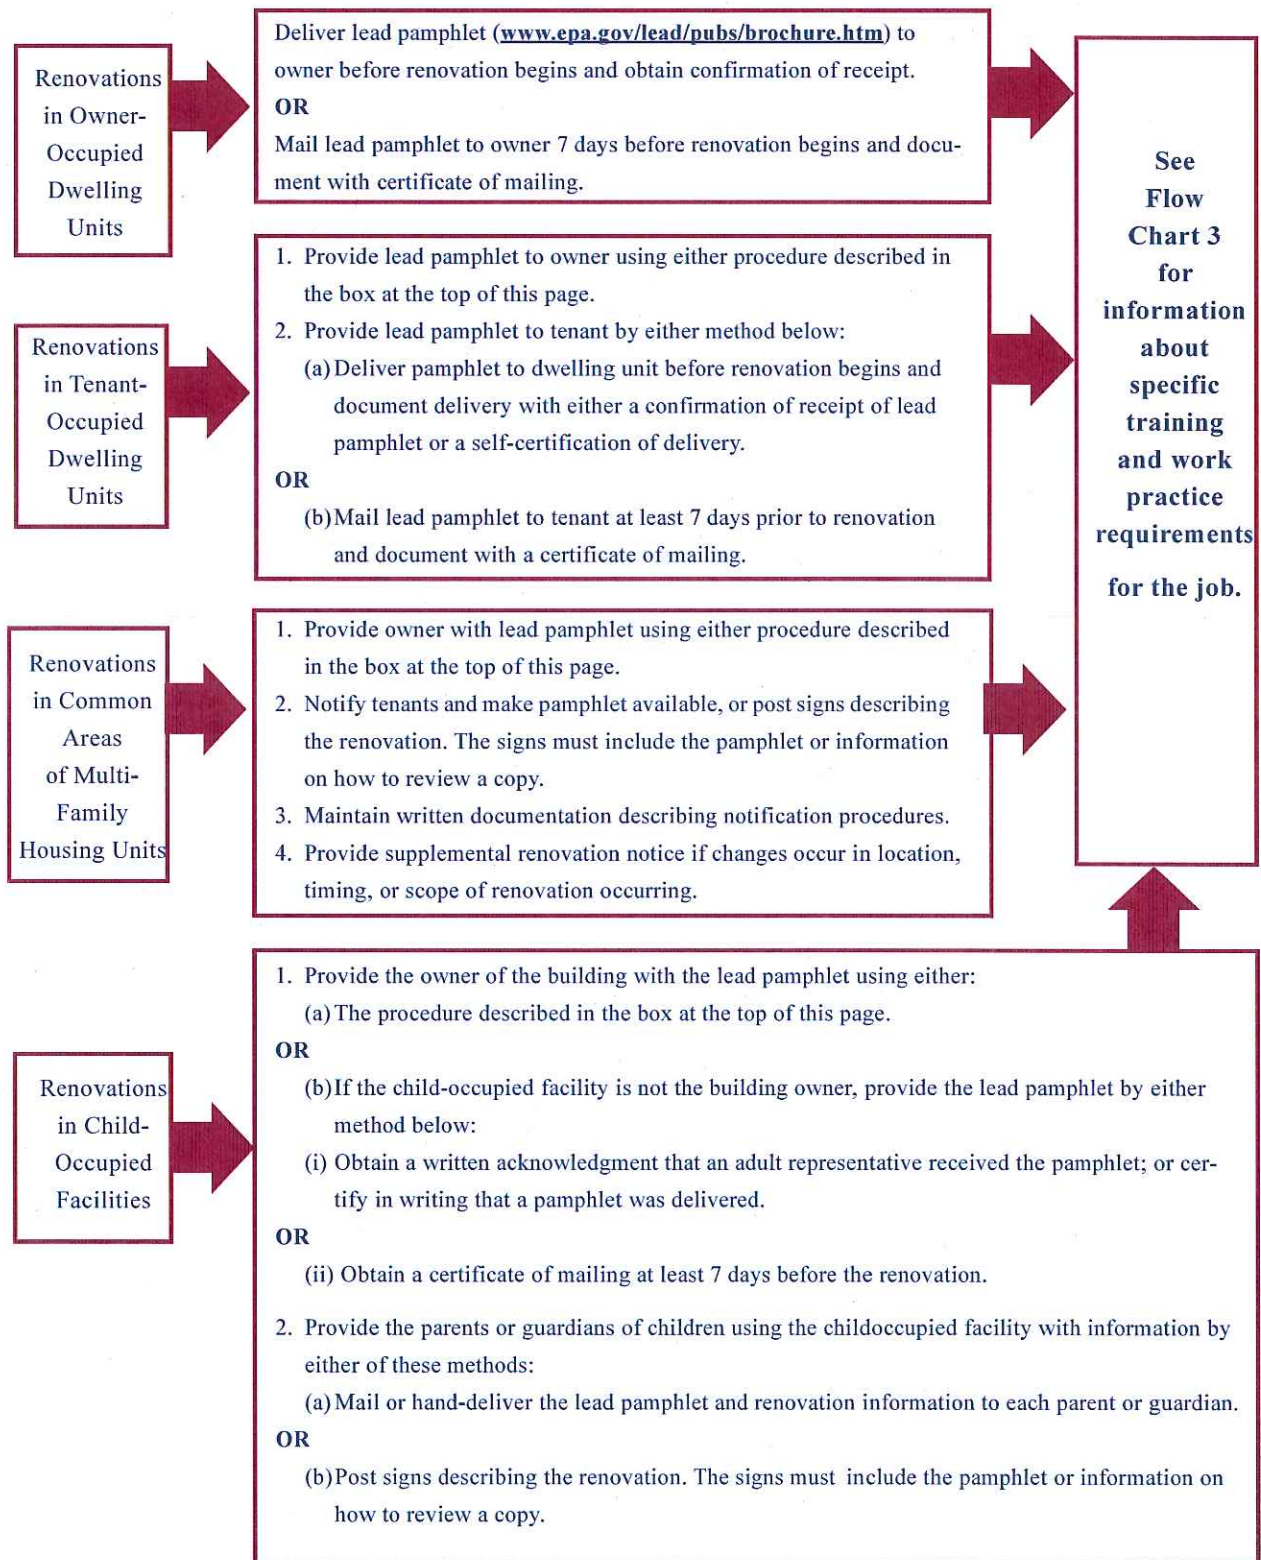 Renovations
in Owner-
Occupied
Dwelling
Units
Deliver lead pamphlet (www.epa.gov/lead/pubs/brochure.htm) to
owner before renovation begins and obtain confirmation of receipt.
OR
Mail lead pamphlet to owner 7 days before renovation begins and docu-
ment with certificate of mailing.
Renovations
in Tenant-
Occupied
Dwelling
Units
1. Provide lead pamphlet to owner using either procedure described in
the box at the top of this page.
2. Provide lead pamphlet to tenant by either method below:
(a) Deliver pamphlet to dwelling unit before renovation begins and
document delivery with either a confirmation of receipt of lead
pamphlet or a self-certification of delivery.
OR
(b) Mail lead pamphlet to tenant at least 7 days prior to renovation
and document with a certificate of mailing.
Renovations
in Common
Areas
of Multi-
Family
Housing Units
1. Provide owner with lead pamphlet using either procedure described
in the box at the top of this page.
2. Notify tenants and make pamphlet available, or post signs describing
the renovation. The signs must include the pamphlet or information
on how to review a copy.
3. Maintain written documentation describing notification procedures.
4. Provide supplemental renovation notice if changes occur in location,
timing, or scope of renovation occurring.
See
Flow
Chart 3
for
information
about
specific
training
and work
practice
requirements
for the job.
Renovations
in Child-
Occupied
Facilities
1. Provide the owner of the building with the lead pamphlet using either:
(a) The procedure described in the box at the top of this page.
OR
(b) If the child-occupied facility is not the building owner, provide the lead pamphlet by either
method below:
(i) Obtain a written acknowledgment that an adult representative received the pamphlet; or cer-
tify in writing that a pamphlet was delivered.
OR
(ii) Obtain a certificate of mailing at least 7 days before the renovation.
2. Provide the parents or guardians of children using the childoccupied facility with information by
either of these methods:
(a) Mail or hand-deliver the lead pamphlet and renovation information to each parent or guardian.
OR
(b) Post signs describing the renovation. The signs must include the pamphlet or information on
how to review a copy.